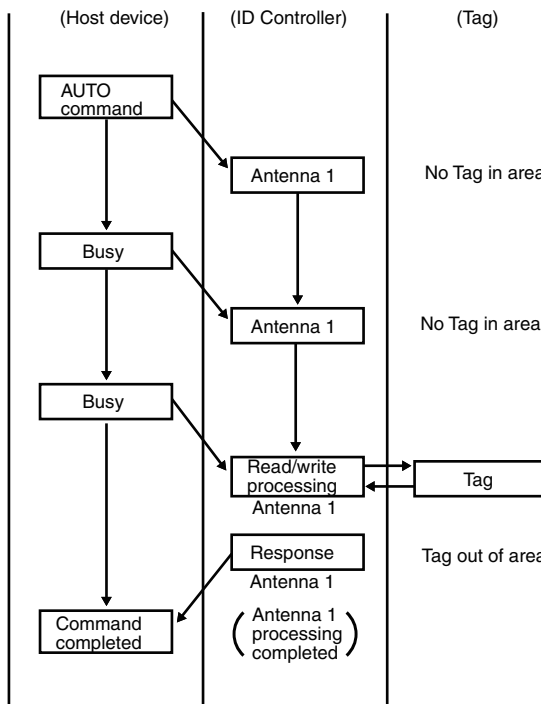 (Host device) (ID Controller) (Tag)
AUTO
command
Antenna 1 No Tag in area
Busy
Antenna 1 No Tag in area
Busy
Read/write
processing
Tag
Antenna 1
Response Tag out of area
Antenna 1
Command
completed
( Antenna 1
processing
completed )